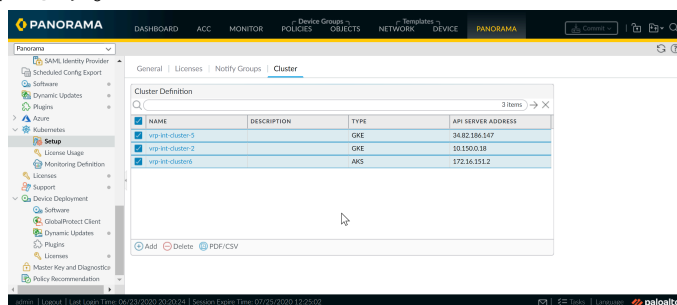 PANORAMA
DASHBOARD ACC MONITOR POLICIES OBJECTS NETWORK DEVICE PANORAMA
Device Groups Templates
Commit
Panorama
SAML Identity Provider
Scheduled Config Export
Software
Dynamic Updates
Plugins
Azure
Kubernetes
Setup
License Usage
Monitoring Definition
Licenses
Support
Device Deployment
Software
GlobalProtect Client
Dynamic Updates
Plugins
Licenses
Master Key and Diagnostics
Policy Recommendation
General | Licenses | Notify Groups | Cluster
Cluster Definition
3 items
NAME DESCRIPTION TYPE API SERVER ADDRESS
vrp-int-cluster-5 GKE 34.82.186.147
vrp-int-cluster-2 GKE 10.150.0.18
vrp-int-cluster6 AKS 172.16.151.2
Add Delete PDF/CSV
admin | Logout | Last Login Time: 06/23/2020 20:20:24 | Session Expire Time: 07/25/2020 12:25:02
Tasks | Language
paloalto